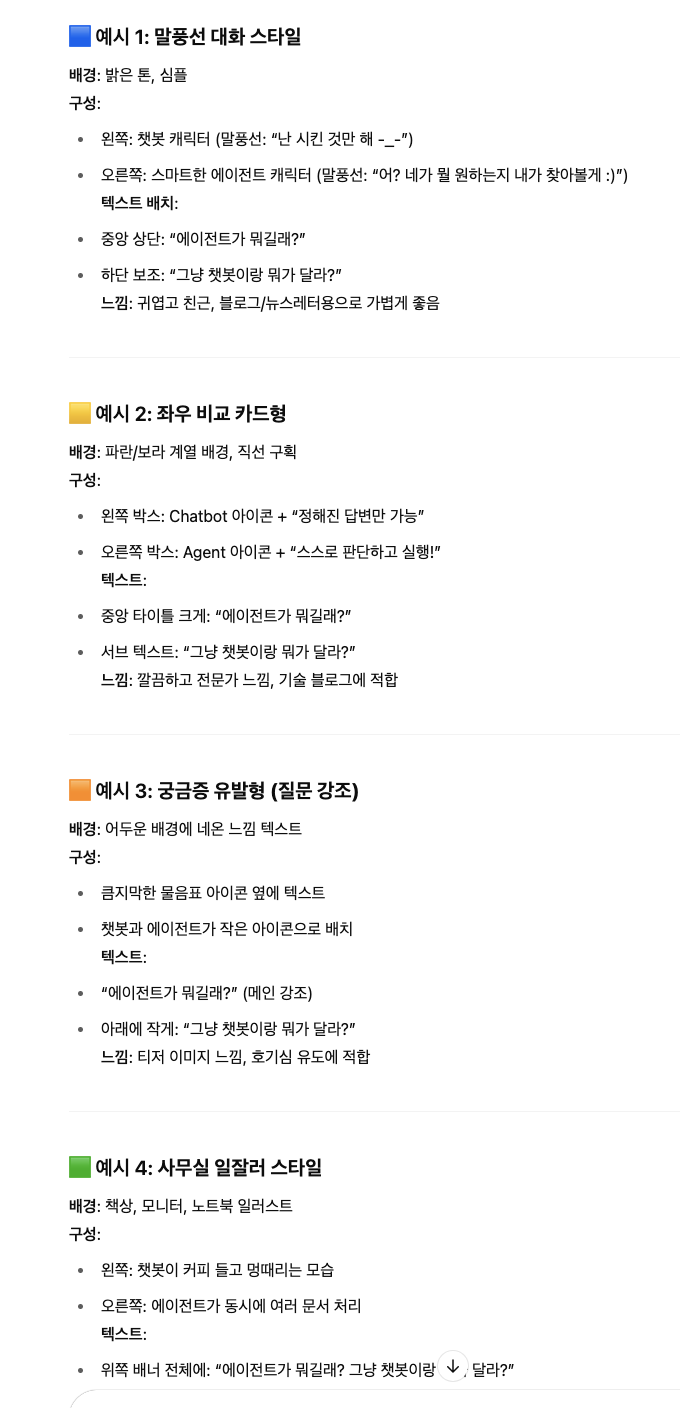 예시 1: 말풍선 대화 스타일
배경: 밝은 톤, 심플
구성:
왼쪽: 챗봇 캐릭터 (말풍선: “난 시킨 것만 해 -_-”)
오른쪽: 스마트한 에이전트 캐릭터 (말풍선: “어? 네가 뭘 원하는지 내가 찾아볼게 :)”)
텍스트 배치:
중앙 상단: “에이전트가 뭐길래?”
하단 보조: “그냥 챗봇이랑 뭐가 달라?”
느낌: 귀엽고 친근, 블로그/뉴스레터용으로 가볍게 좋음
예시 2: 좌우 비교 카드형
배경: 파란/보라 계열 배경, 직선 구획
구성:
왼쪽 박스: Chatbot 아이콘 + “정해진 답변만 가능”
오른쪽 박스: Agent 아이콘 + “스스로 판단하고 실행!”
텍스트:
중앙 타이틀 크게: “에이전트가 뭐길래?”
서브 텍스트: “그냥 챗봇이랑 뭐가 달라?”
느낌: 깔끔하고 전문가 느낌, 기술 블로그에 적합
예시 3: 궁금증 유발형 (질문 강조)
배경: 어두운 배경에 네온 느낌 텍스트
구성:
큼지막한 물음표 아이콘 옆에 텍스트
챗봇과 에이전트가 작은 아이콘으로 배치
텍스트:
“에이전트가 뭐길래?” (메인 강조)
아래에 작게: “그냥 챗봇이랑 뭐가 달라?”
느낌: 티저 이미지 느낌, 호기심 유도에 적합
예시 4: 사무실 일잘러 스타일
배경: 책상, 모니터, 노트북 일러스트
구성:
왼쪽: 챗봇이 커피 들고 멍때리는 모습
오른쪽: 에이전트가 동시에 여러 문서 처리
텍스트:
위쪽 배너 전체에: “에이전트가 뭐길래? 그냥 챗봇이랑 달라?”